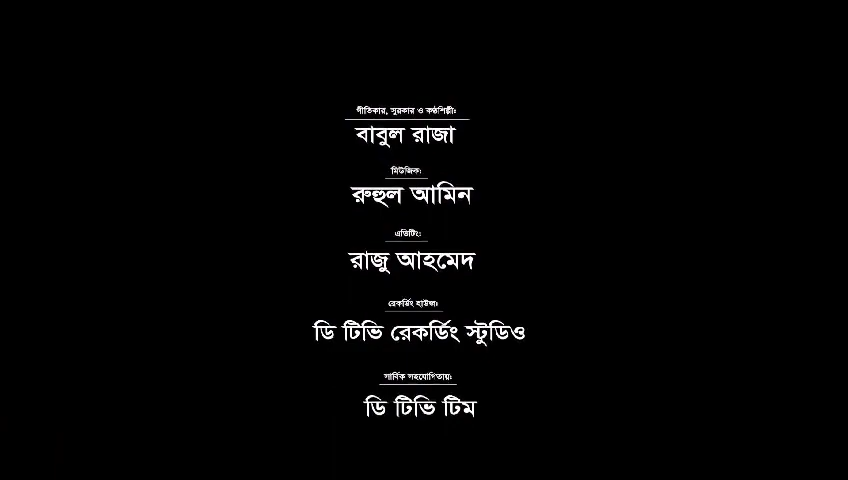 গীতিকার, সুরকার ও কণ্ঠশিল্পী:
বাবুল রাজা
মিউজিক:
রুহুল আমিন
এডিটিং:
রাজু আহমেদ
রেকর্ডিং হাউজ:
ডি টিভি রেকর্ডিং স্টুডিও
সার্বিক সহযোগিতায়:
ডি টিভি টিম